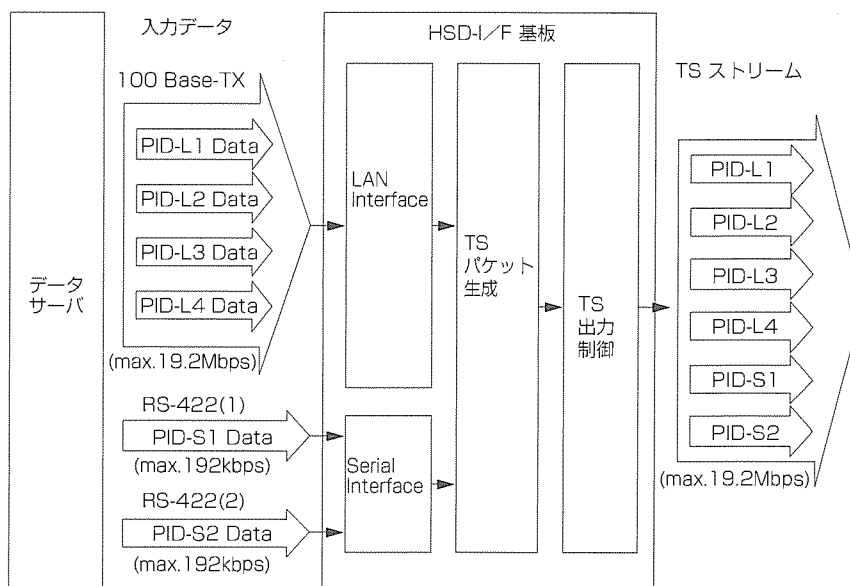 入力データ
HSD-I／F 基板
TS ストリーム
100 Base-TX
PID-L1 Data
PID-L2 Data
PID-L3 Data
PID-L4 Data
(max.19.2Mbps)
データ
サーバ
RS-422(1)
PID-S1 Data
(max.192kbps)
RS-422(2)
PID-S2 Data
(max.192kbps)
LAN
Interface
Serial
Interface
TS
パケット
生成
TS
出力
制御
PID-L1
PID-L2
PID-L3
PID-L4
PID-S1
PID-S2
(max.19.2Mbps)